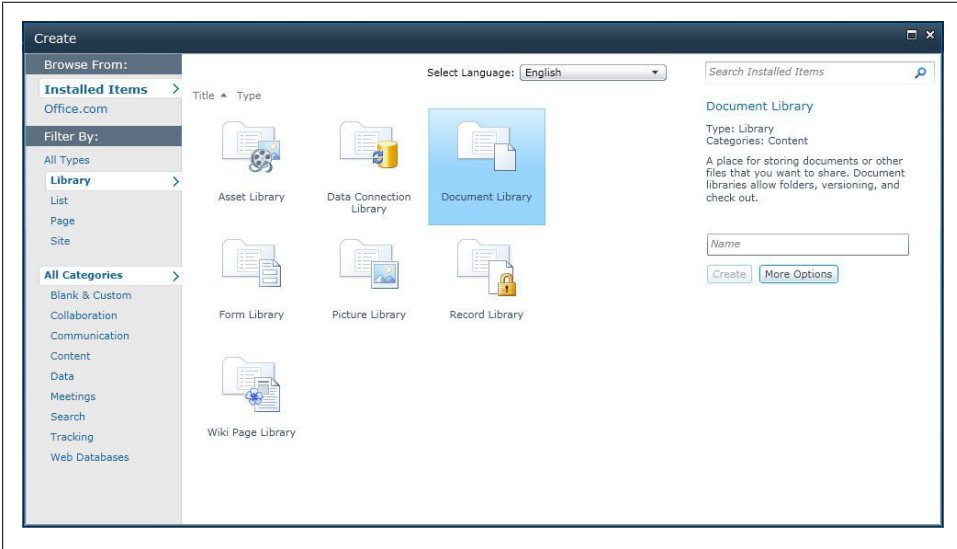 Create
Browse From:
Installed Items
Office.com
Filter By:
All Types
Library
List
Page
Site
All Categories
Blank & Custom
Collaboration
Communication
Content
Data
Meetings
Search
Tracking
Web Databases
Select Language: English
Title Type
Asset Library
Data Connection
Library
Document Library
Form Library
Picture Library
Record Library
Wiki Page Library
Search Installed Items
Document Library
Type: Library
Categories: Content
A place for storing documents or other
files that you want to share. Document
libraries allow folders, versioning, and
check out.
Name
Create More Options